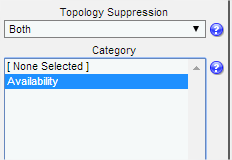 Topology Suppression
Both
Category
[ None Selected ]
Availability